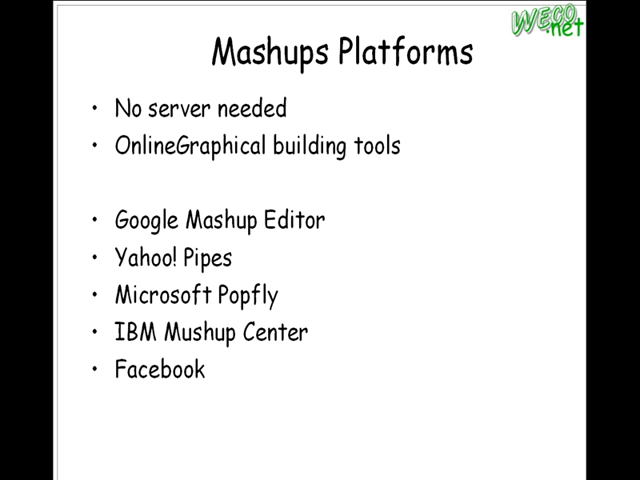 WECO
.net
Mashups Platforms
• No server needed
• OnlineGraphical building tools
• Google Mashup Editor
• Yahoo! Pipes
• Microsoft Popfly
• IBM Mushup Center
• Facebook